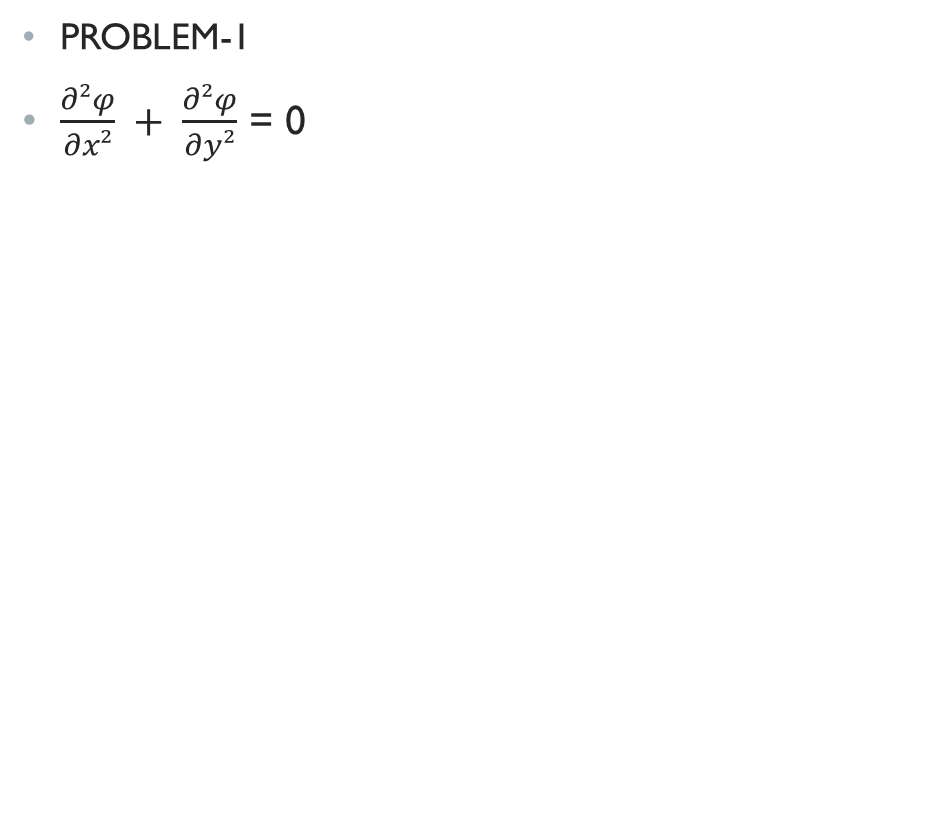 • PROBLEM-1
• ∂²φ/∂x² + ∂²φ/∂y² = 0